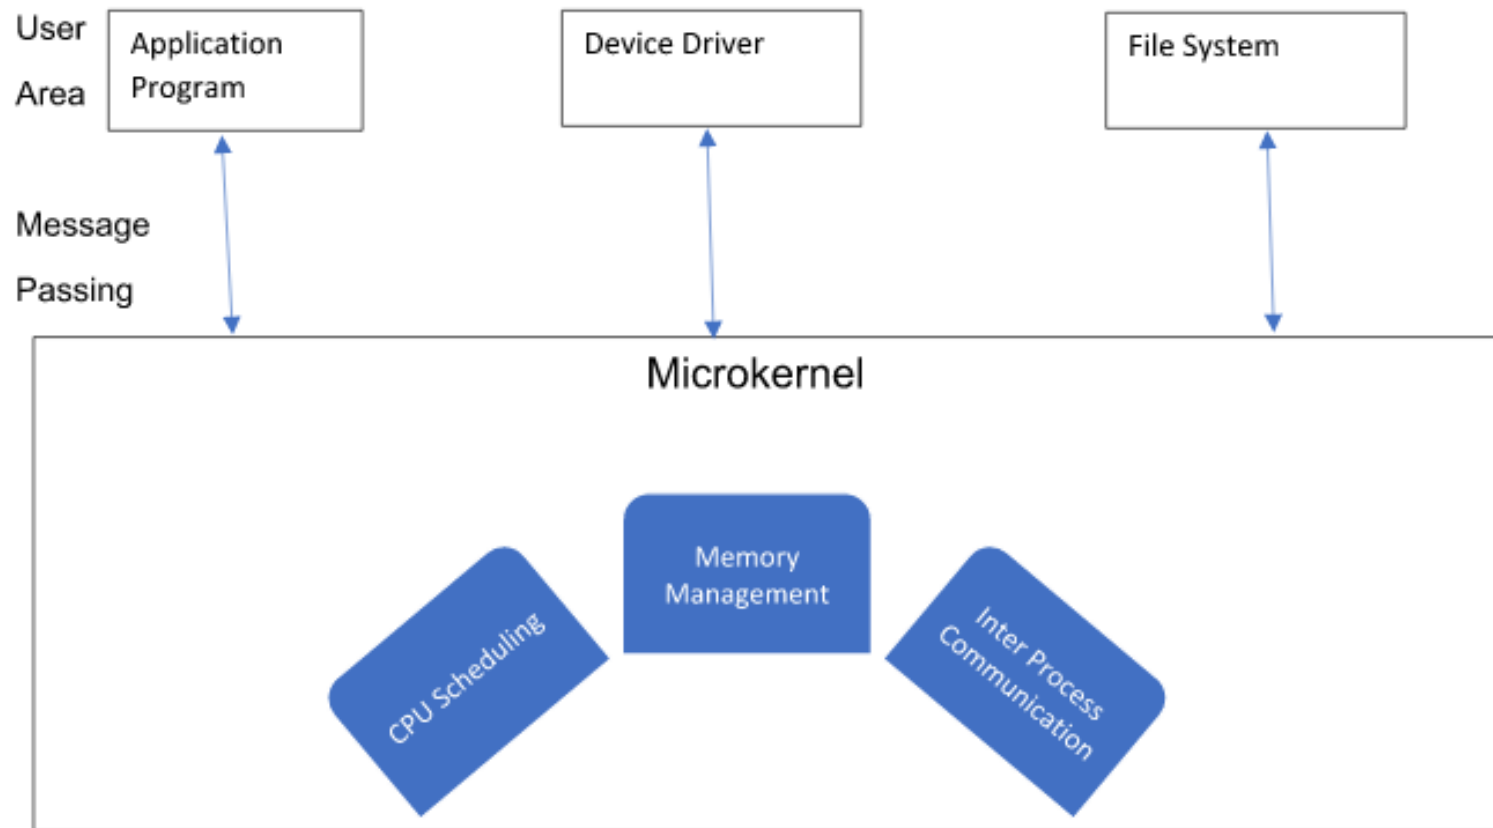 User
Area
Application
Program
Device Driver
File System
Message
Passing
Microkernel
Memory
Management
CPU Scheduling
Inter Process
Communication